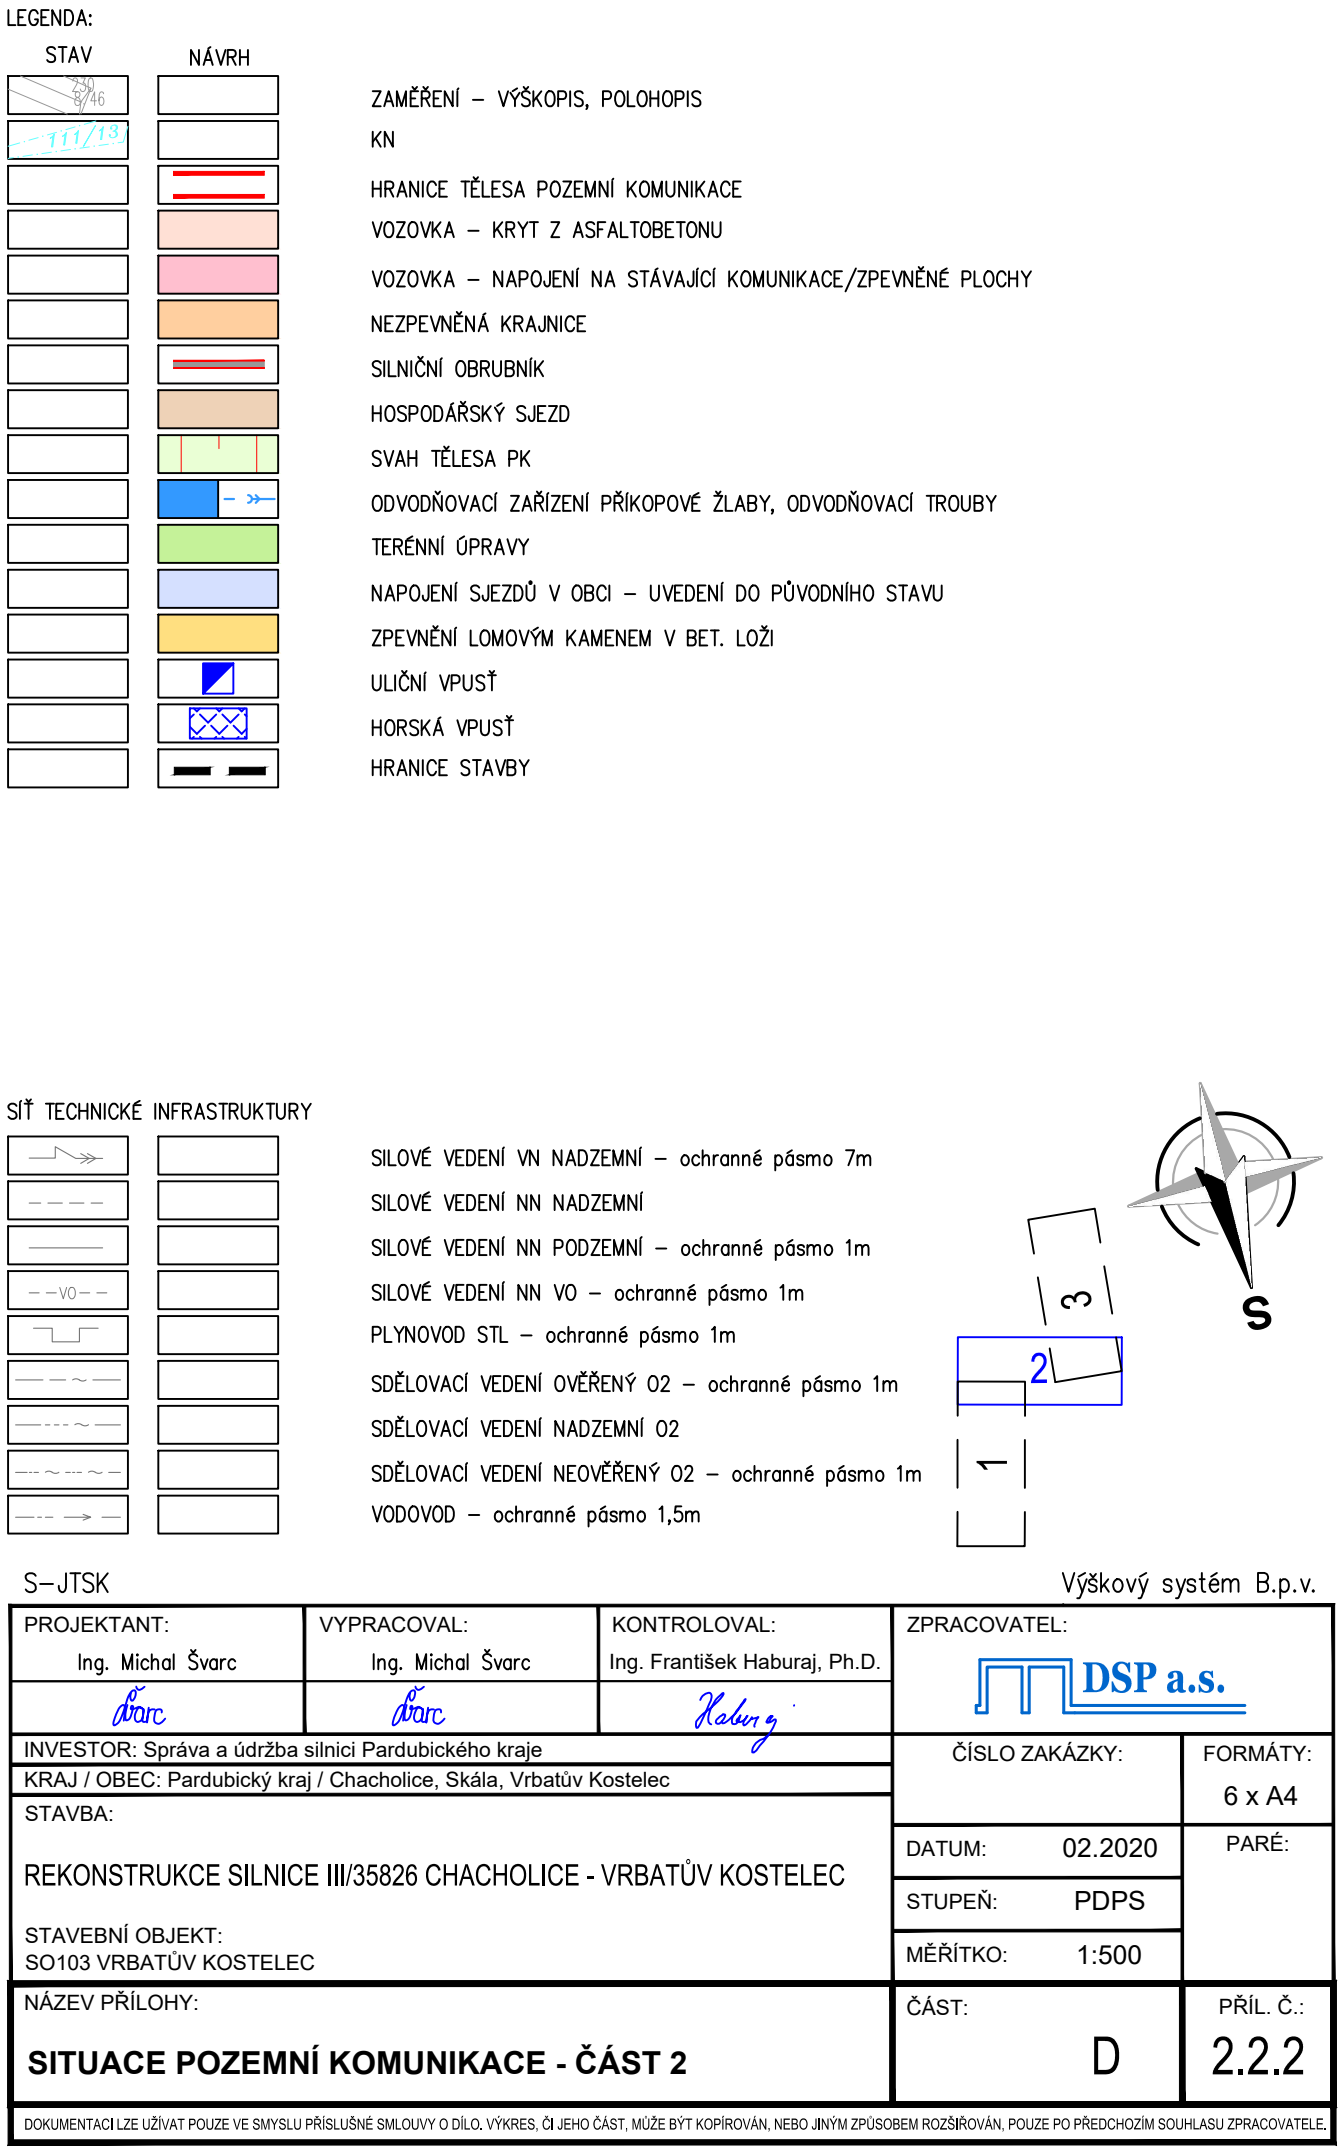 LEGENDA:
STAV NÁVRH
230
8/46
ZAMĚŘENÍ – VÝŠKOPIS, POLOHOPIS
111/13
KN
HRANICE TĚLESA POZEMNÍ KOMUNIKACE
VOZOVKA – KRYT Z ASFALTOBETONU
VOZOVKA – NAPOJENÍ NA STÁVAJÍCÍ KOMUNIKACE/ZPEVNĚNÉ PLOCHY
NEZPEVNĚNÁ KRAJNICE
SILNIČNÍ OBRUBNÍK
HOSPODÁŘSKÝ SJEZD
SVAH TĚLESA PK
ODVODŇOVACÍ ZAŘÍZENÍ PŘÍKOPOVÉ ŽLABY, ODVODŇOVACÍ TROUBY
TERÉNNÍ ÚPRAVY
NAPOJENÍ SJEZDŮ V OBCI – UVEDENÍ DO PŮVODNÍHO STAVU
ZPEVNĚNÍ LOMOVÝM KAMENEM V BET. LOŽI
ULIČNÍ VPUSŤ
HORSKÁ VPUSŤ
HRANICE STAVBY
SÍŤ TECHNICKÉ INFRASTRUKTURY
SILOVÉ VEDENÍ VN NADZEMNÍ – ochranné pásmo 7m
SILOVÉ VEDENÍ NN NADZEMNÍ
SILOVÉ VEDENÍ NN PODZEMNÍ – ochranné pásmo 1m
VO
SILOVÉ VEDENÍ NN VO – ochranné pásmo 1m
PLYNOVOD STL – ochranné pásmo 1m
SDĚLOVACÍ VEDENÍ OVĚŘENÝ O2 – ochranné pásmo 1m
SDĚLOVACÍ VEDENÍ NADZEMNÍ O2
SDĚLOVACÍ VEDENÍ NEOVĚŘENÝ O2 – ochranné pásmo 1m
VODOVOD – ochranné pásmo 1,5m
S
3
2
1
S–JTSK
Výškový systém B.p.v.
PROJEKTANT: VYPRACOVAL: KONTROLOVAL: ZPRACOVATEL:
Ing. Michal Švarc Ing. Michal Švarc Ing. František Haburaj, Ph.D.
DSP a.s.
Švarc Švarc Haburaj
INVESTOR: Správa a údržba silnici Pardubického kraje
KRAJ / OBEC: Pardubický kraj / Chacholice, Skála, Vrbatův Kostelec
ČÍSLO ZAKÁZKY: FORMÁTY:
6 x A4
STAVBA:
REKONSTRUKCE SILNICE III/35826 CHACHOLICE - VRBATŮV KOSTELEC
DATUM: 02.2020 PARÉ:
STUPEŇ: PDPS
STAVEBNÍ OBJEKT:
SO103 VRBATŮV KOSTELEC
MĚŘÍTKO: 1:500
NÁZEV PŘÍLOHY: ČÁST: PŘÍL. Č.:
SITUACE POZEMNÍ KOMUNIKACE - ČÁST 2 D 2.2.2
DOKUMENTACI LZE UŽÍVAT POUZE VE SMYSLU PŘÍSLUŠNÉ SMLOUVY O DÍLO. VÝKRES, ČI JEHO ČÁST, MŮŽE BÝT KOPÍROVÁN, NEBO JINÝM ZPŮSOBEM ROZŠIŘOVÁN, POUZE PO PŘEDCHOZÍM SOUHLASU ZPRACOVATELE.